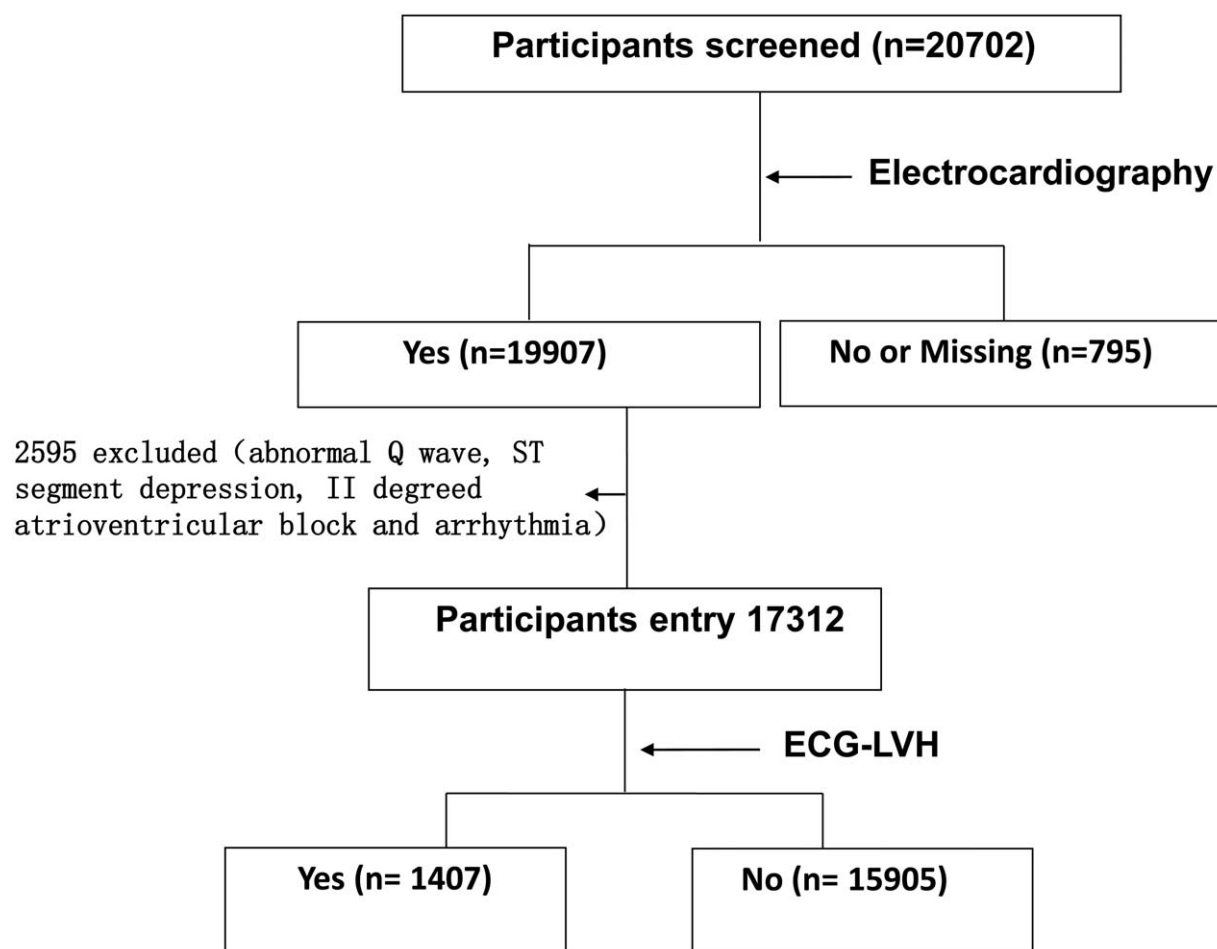 Participants screened (n=20702)
Electrocardiography
Yes (n=19907)
No or Missing (n=795)
2595 excluded（abnormal Q wave, ST
segment depression, II degreed
atrioventricular block and arrhythmia）
Participants entry 17312
ECG-LVH
Yes (n= 1407)
No (n= 15905)